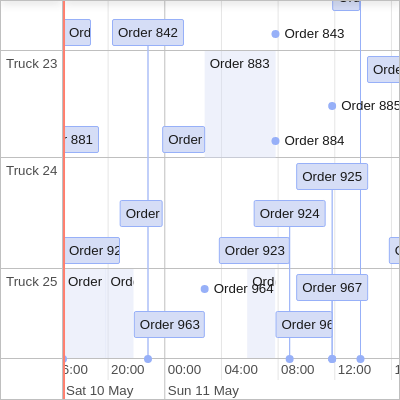 Ord
Order 842
Order 843
Truck 23
Order 883
Orde
Order 885
881
Order
Order 884
Truck 24
Order 925
Order
Order 924
Order 92
Order 923
Truck 25
Order
Ord
Ord
Order 964
Order 967
Order 963
Order 96
6:00
20:00
00:00
04:00
08:00
12:00
Sat 10 May
Sun 11 May